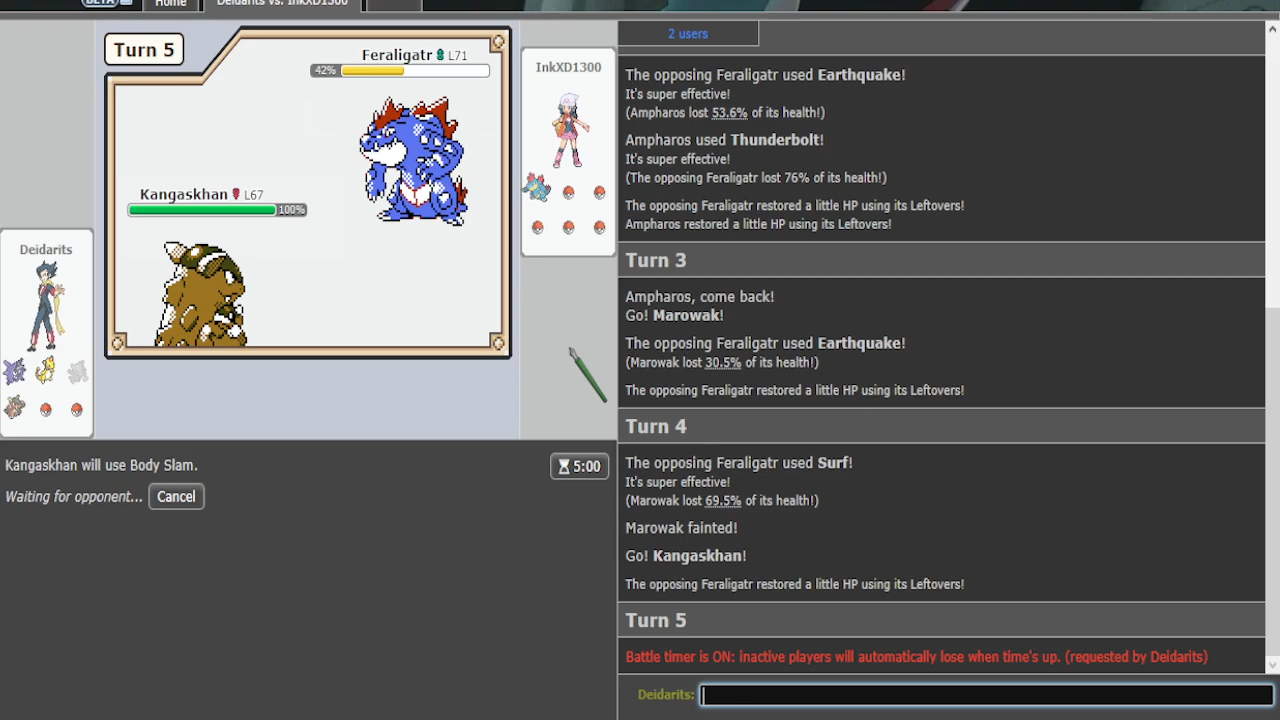 BETA
Home
Deidarits vs. InkXD1300
Turn 5
Feraligatr L71
42%
Kangaskhan L67
100%
InkXD1300
Deidarits
Kangaskhan will use Body Slam.
5:00
Waiting for opponent... Cancel
2 users
The opposing Feraligatr used Earthquake!
It's super effective!
(Ampharos lost 53.6% of its health!)
Ampharos used Thunderbolt!
It's super effective!
(The opposing Feraligatr lost 76% of its health!)
The opposing Feraligatr restored a little HP using its Leftovers!
Ampharos restored a little HP using its Leftovers!
Turn 3
Ampharos, come back!
Go! Marowak!
The opposing Feraligatr used Earthquake!
(Marowak lost 30.5% of its health!)
The opposing Feraligatr restored a little HP using its Leftovers!
Turn 4
The opposing Feraligatr used Surf!
It's super effective!
(Marowak lost 69.5% of its health!)
Marowak fainted!
Go! Kangaskhan!
The opposing Feraligatr restored a little HP using its Leftovers!
Turn 5
Battle timer is ON: inactive players will automatically lose when time's up. (requested by Deidarits)
Deidarits: